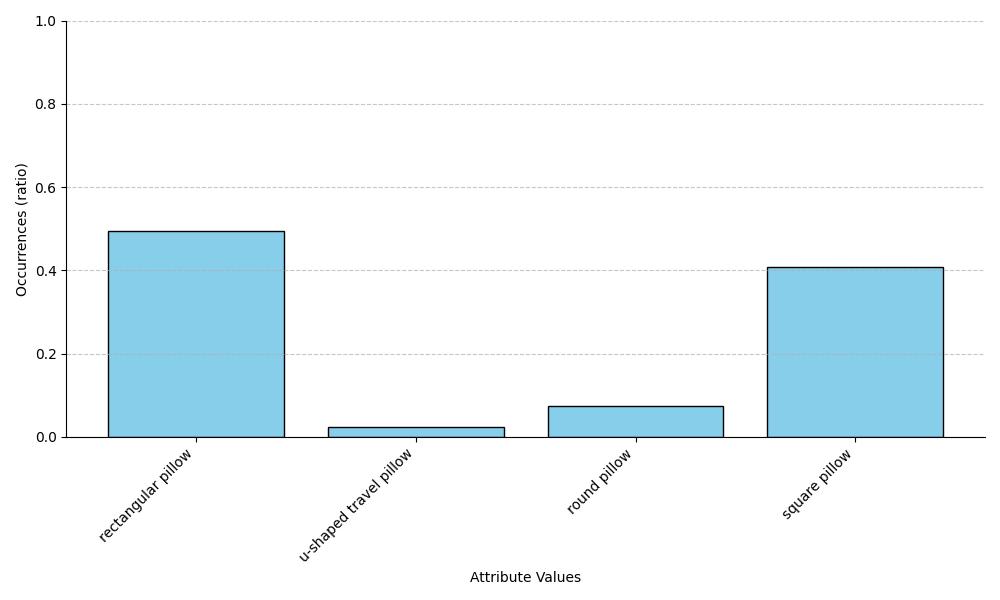 1.0
0.8
0.6
0.4
0.2
0.0
Occurrences (ratio)
rectangular pillow
u-shaped travel pillow
round pillow
square pillow
Attribute Values